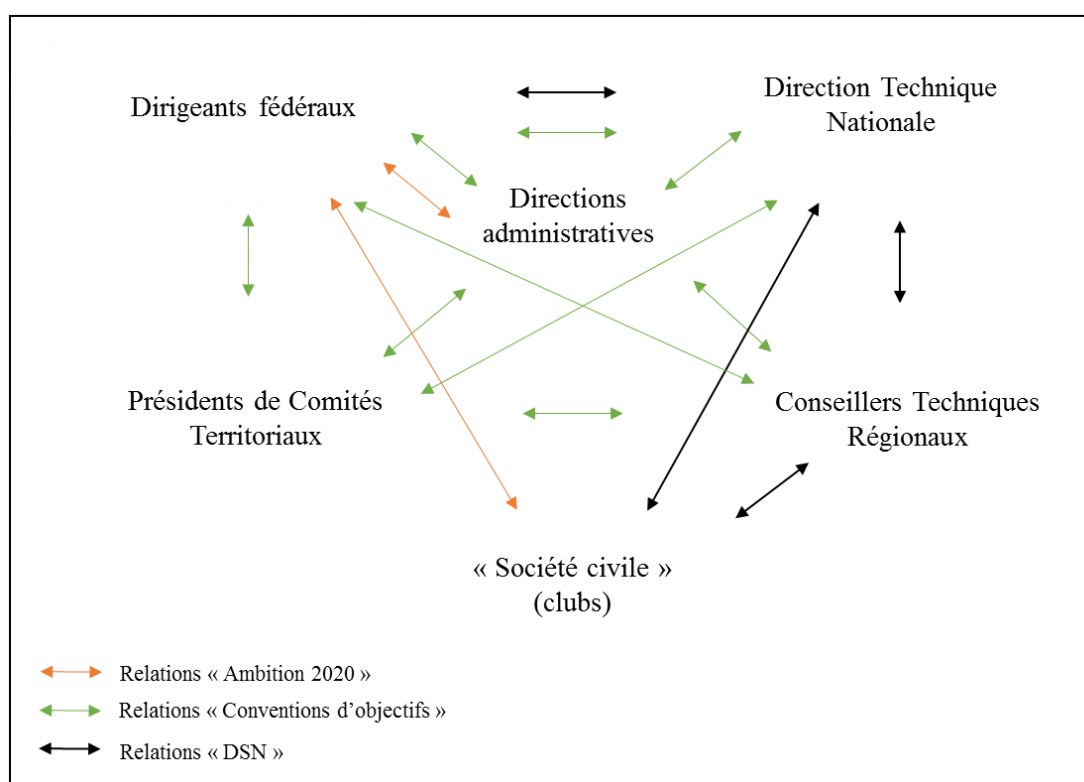 Dirigeants fédéraux
Direction Technique
Nationale
Directions
administratives
Présidents de Comités
Territoriaux
Conseillers Techniques
Régionaux
« Société civile »
(clubs)
Relations « Ambition 2020 »
Relations « Conventions d’objectifs »
Relations « DSN »